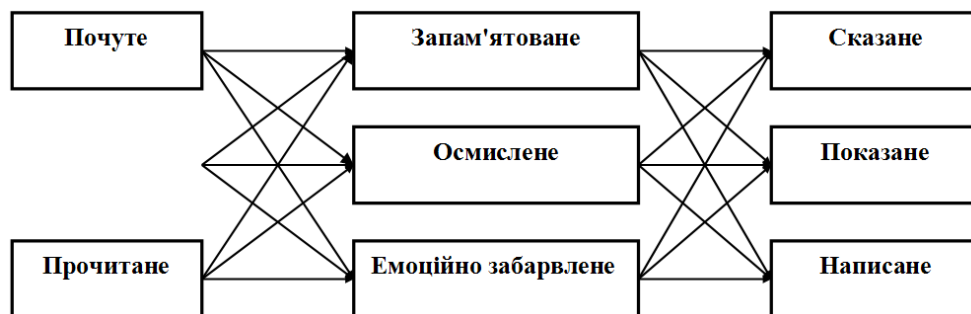 Почуте
Запам'ятоване
Сказане
Осмислене
Показане
Прочитане
Емоційно забарвлене
Написане